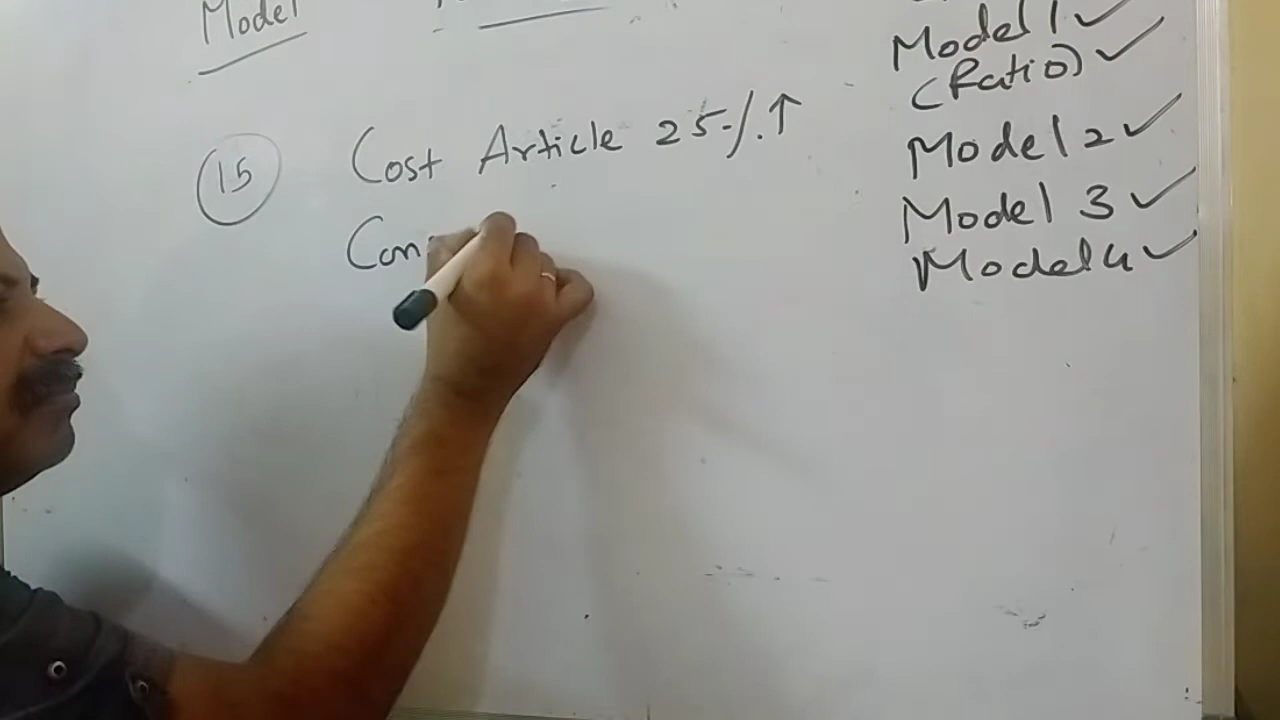 Model
Model 1 ✓
(Ratio) ✓
(15) Cost Article 25%↑
Con
Model 2 ✓
Model 3 ✓
Model 4 ✓